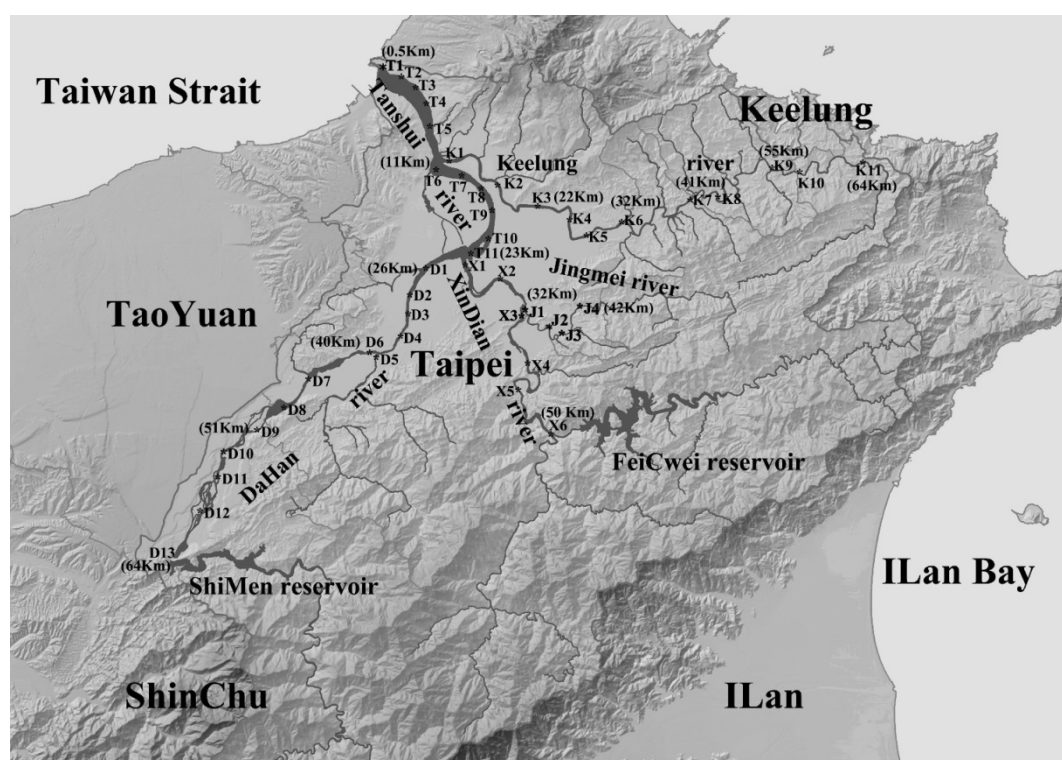 (0.5Km)
T1
T2
T3
T4
T5
Taiwan Strait
Tanshui
river
Keelung
K1
(11Km)
T6
T7
T8
T9
T10
T11 (23Km)
Keelung
river
K2
K3 (22Km)
K4
K5
(32Km)
K6
(41Km)
K7
K8
(55Km)
K9
K10
K11
(64Km)
(26Km)
D1
X1
X2
Jingmei river
XinDian
river
(32Km)
J1
J2
J3
J4 (42Km)
X3
X4
X5
(50 Km)
X6
FeiCwei reservoir
TaoYuan
Taipei
D2
D3
D4
D5
D6
(40Km)
D7
D8
(51Km)
D9
D10
D11
D12
D13
(64Km)
DaHan
river
ShiMen reservoir
ILan Bay
ShinChu
ILan